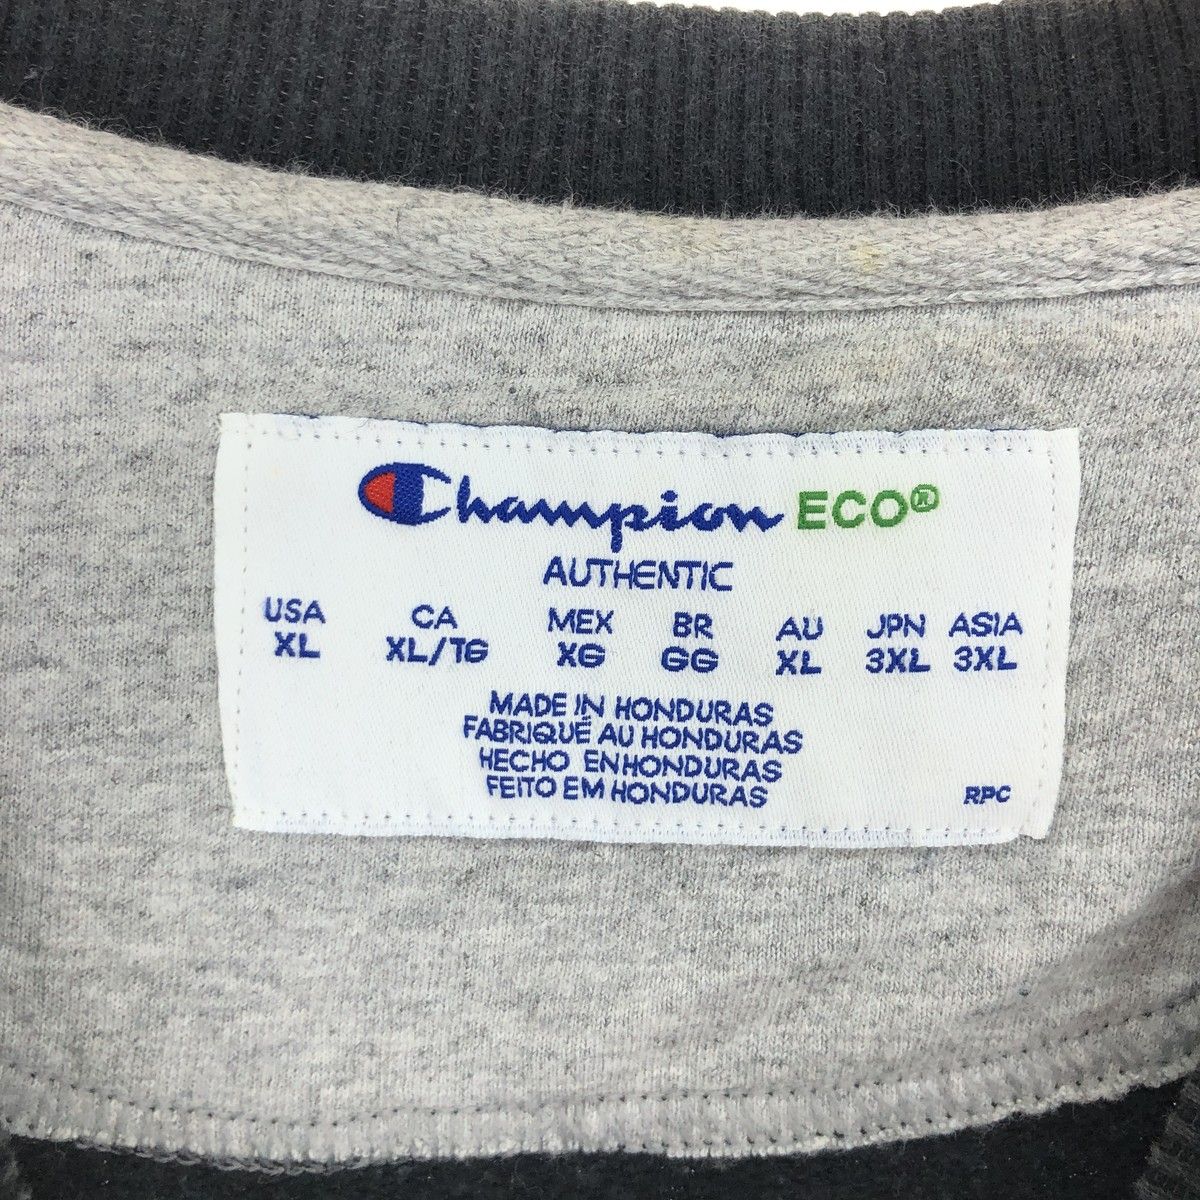 Champion ECO®
AUTHENTIC
USA CA MEX BR AU JPN ASIA
XL XL/TG XG GG XL 3XL 3XL
MADE IN HONDURAS
FABRIQUÉ AU HONDURAS
HECHO EN HONDURAS
FEITO EM HONDURAS
RPC